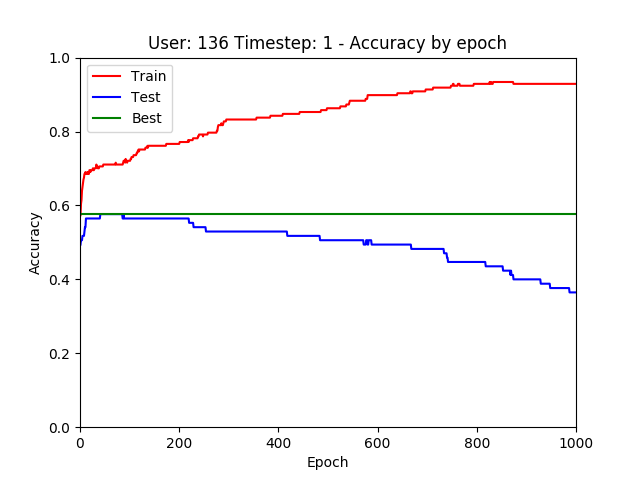 User: 136 Timestep: 1 - Accuracy by epoch
1.0
0.8
0.6
0.4
0.2
0.0
Accuracy
Train
Test
Best
0 200 400 600 800 1000
Epoch